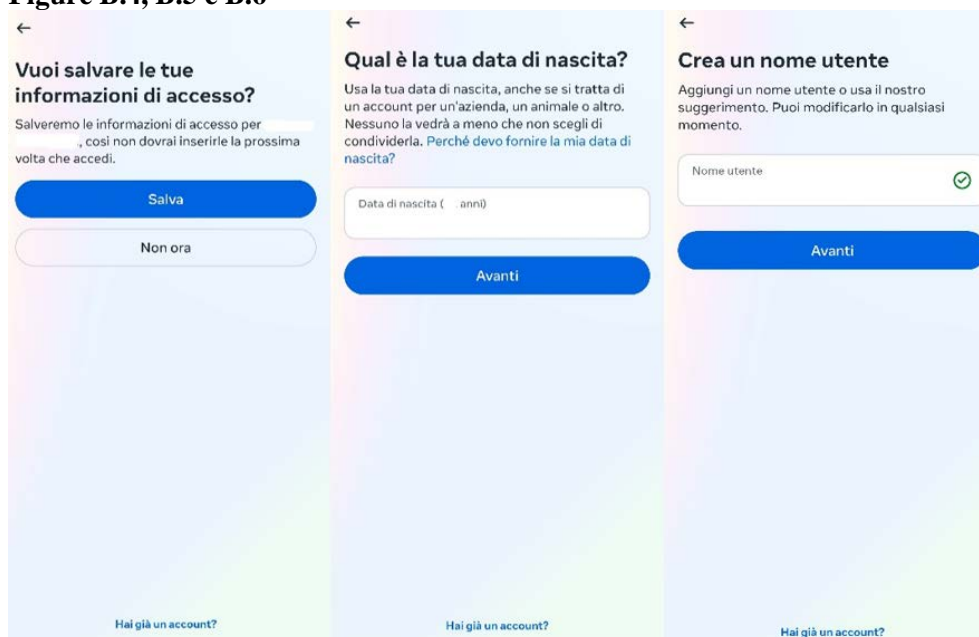 Figure B.4, B.5 e B.6
Vuoi salvare le tue
informazioni di accesso?
Salveremo le informazioni di accesso per
, così non dovrai inserirle la prossima
volta che accedi.
Salva
Non ora
Hai già un account?
Qual è la tua data di nascita?
Usa la tua data di nascita, anche se si tratta di
un account per un'azienda, un animale o altro.
Nessuno la vedrà a meno che non scegli di
condividerla. Perché devo fornire la mia data di
nascita?
Data di nascita ( anni)
Avanti
Hai già un account?
Crea un nome utente
Aggiungi un nome utente o usa il nostro
suggerimento. Puoi modificarlo in qualsiasi
momento.
Nome utente
Avanti
Hai già un account?